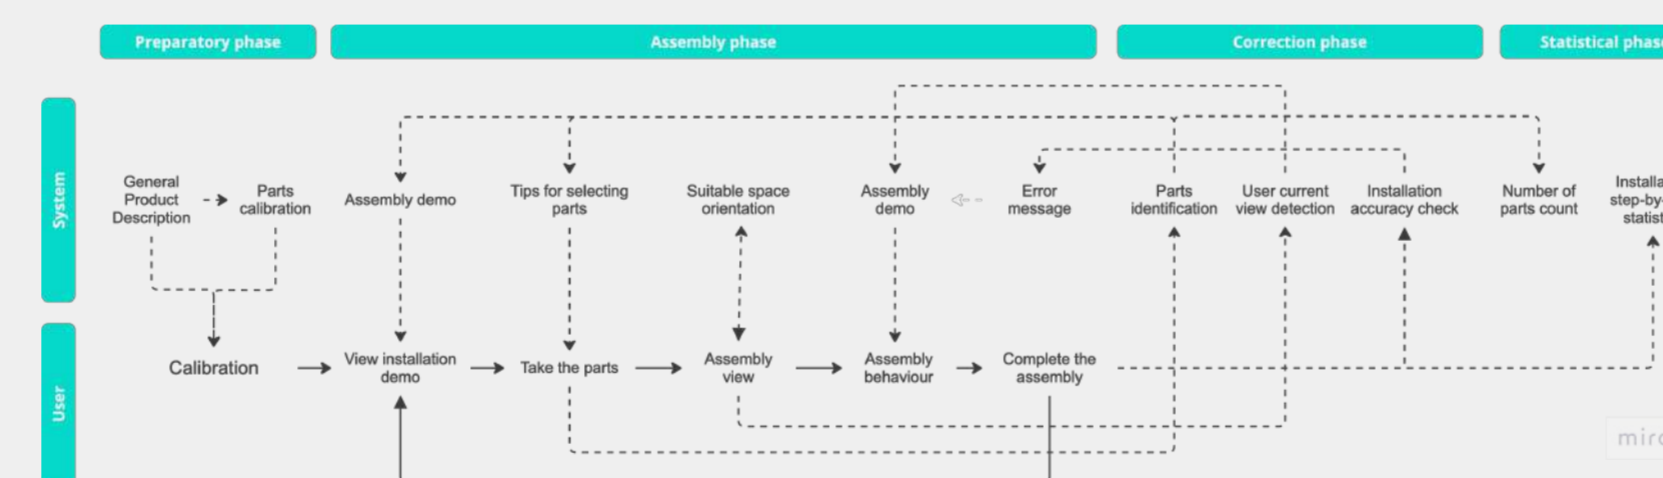 Preparatory phase
Assembly phase
Correction phase
Statistical phase
System
General
Product
Description
Parts
calibration
Assembly demo
Tips for selecting
parts
Suitable space
orientation
Assembly
demo
Error
message
Parts
identification
User current
view detection
Installation
accuracy check
Number of
parts count
Installa
step-by-
statist
User
Calibration
View installation
demo
Take the parts
Assembly
view
Assembly
behaviour
Complete the
assembly
miro